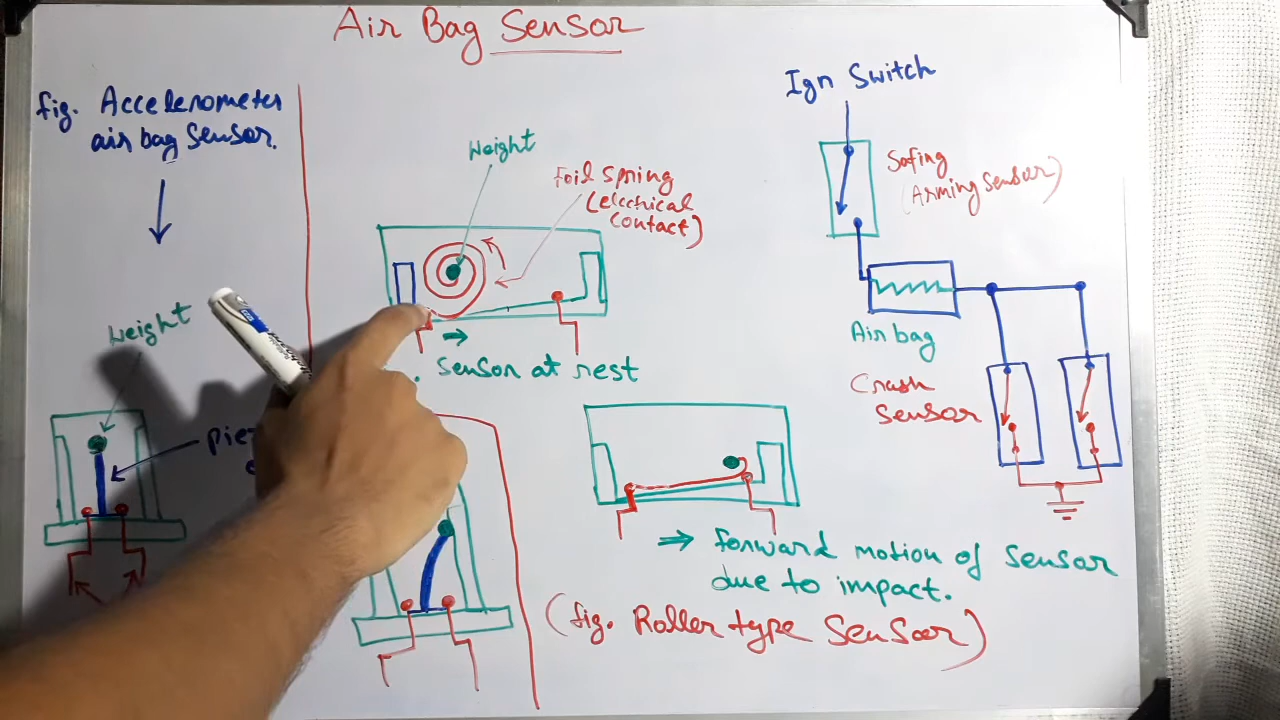 Air Bag Sensor
fig. Accelerometer
air bag sensor.
Weight
Weight
foil spring
(electrical
contact)
→ sensor at rest
→ forward motion of sensor
due to impact.
(fig. Roller type Sensor)
Ign Switch
Safing
(Arming sensor)
Air bag
Crash
sensor